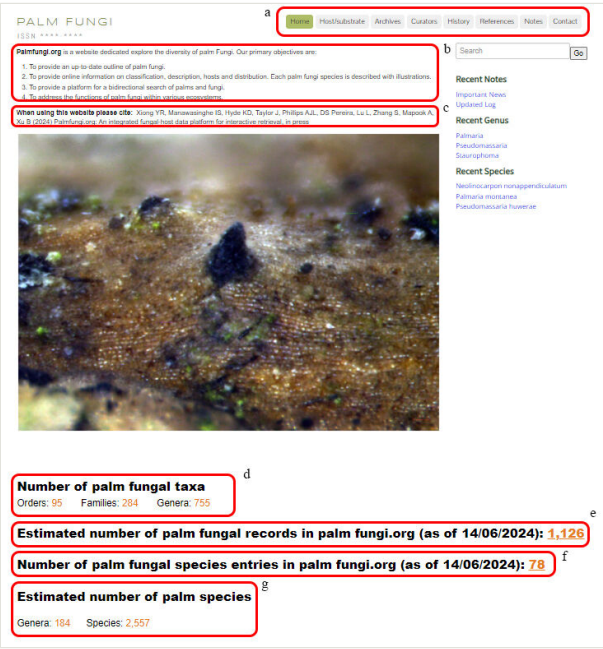 a
PALM FUNGI
ISSN ****-****
Home Host/substrate Archives Curators History References Notes Contact
b
Palmfungi.org is a website dedicated explore the diversity of palm Fungi. Our primary objectives are:
1. To provide an up-to-date outline of palm fungi.
2. To provide online information on classification, description, hosts and distribution. Each palm fungi species is described with illustrations.
3. To provide a platform for a bidirectional search of palms and fungi.
4. To address the functions of palm fungi within various ecosystems.
c
When using this website please cite: Xiong YR, Manawasinghe IS, Hyde KD, Taylor J, Philips AJL, DS Pereira, Lu L, Zhang S, Mapook A,
Xu B (2024) Palmfungi.org: An integrated fungal-host data platform for interactive retrieval, in press
Search Go
Recent Notes
Important News
Updated Log
Recent Genus
Palmaria
Pseudomassaria
Staurophoma
Recent Species
Neolinocarpon nonappendiculatum
Palmaria montanea
Pseudomassaria huwerae
d
Number of palm fungal taxa
Orders: 95 Families: 284 Genera: 755
e
Estimated number of palm fungal records in palm fungi.org (as of 14/06/2024): 1,126
f
Number of palm fungal species entries in palm fungi.org (as of 14/06/2024): 78
g
Estimated number of palm species
Genera: 184 Species: 2,557